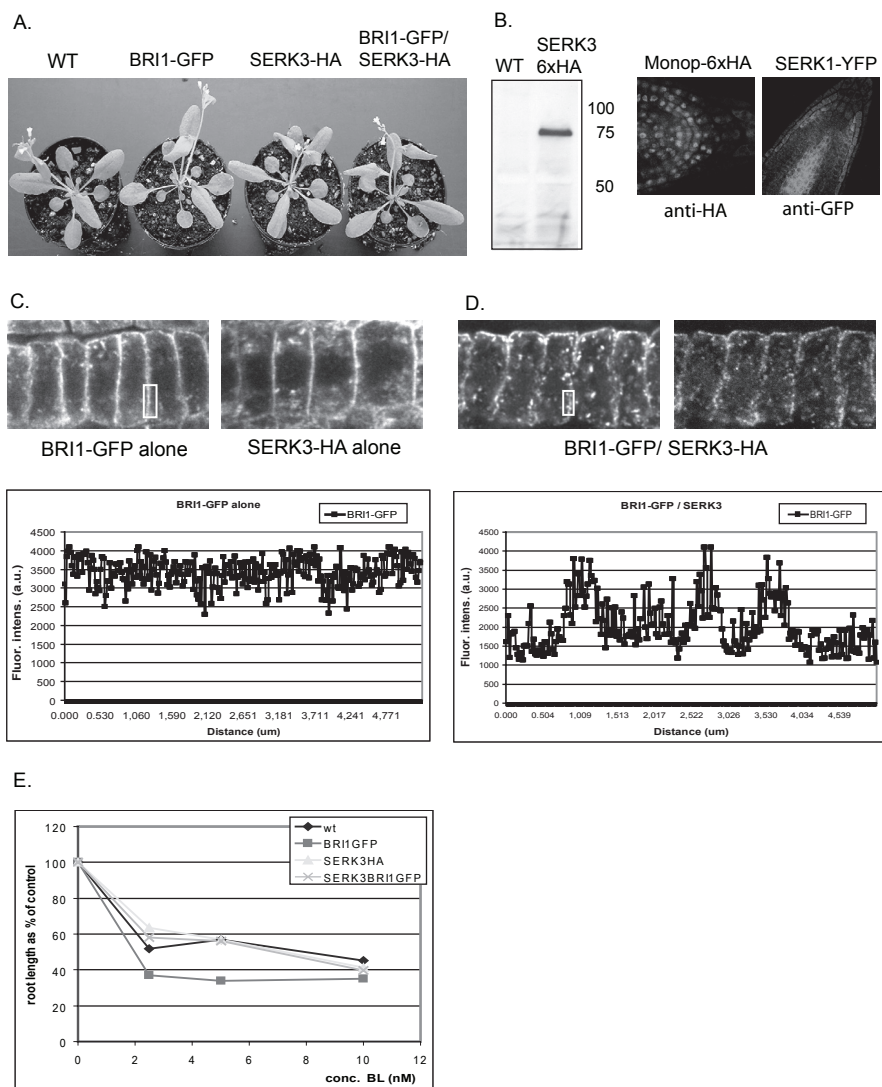 A.
WT
BRI1-GFP
SERK3-HA
BRI1-GFP/
SERK3-HA
B.
WT
SERK3
6xHA
100
75
50
Monop-6xHA
SERK1-YFP
anti-HA
anti-GFP
C.
BRI1-GFP alone
SERK3-HA alone
D.
BRI1-GFP/ SERK3-HA
BRI1-GFP alone
BRI1-GFP
Fluor. intens. (a.u.)
4500
4000
3500
3000
2500
2000
1500
1000
500
0
0.000 0.530 1,060 1,590 2,120 2,651 3,181 3,711 4,241 4,771
Distance (um)
BRI1-GFP / SERK3
BRI1-GFP
Fluor. intens. (a.u.)
4500
4000
3500
3000
2500
2000
1500
1000
500
0
0.000 0.504 1,009 1,513 2,017 2,522 3,026 3,530 4,034 4,539
Distance (um)
E.
wt
BRI1GFP
SERK3HA
SERK3BRI1GFP
root length as % of control
120
100
80
60
40
20
0
0 2 4 6 8 10 12
conc. BL (nM)